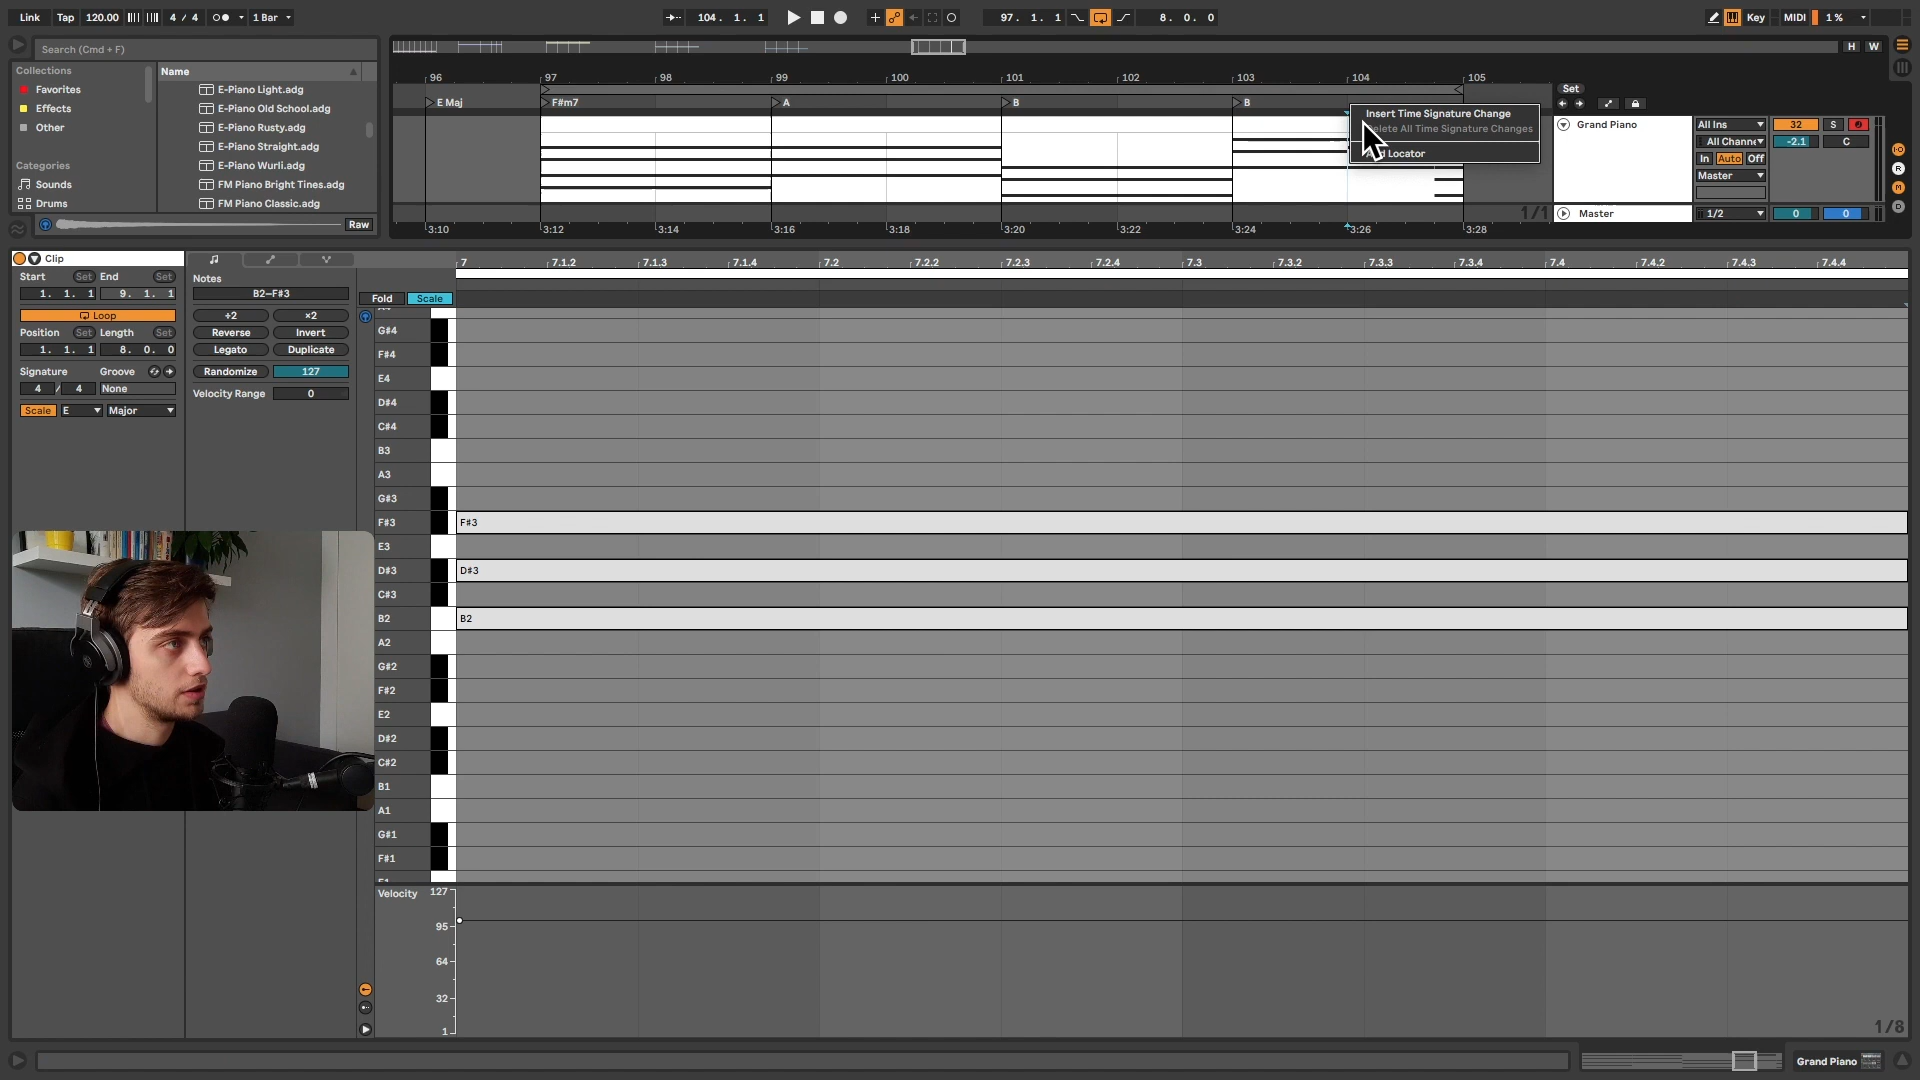 Link Tap 120.00 4 / 4 1 Bar 104. 1. 1 97. 1. 1 8. 0. 0 Key MIDI 1 %
Search (Cmd + F)
Collections
Favorites
Effects
Other
Categories
Sounds
Drums
Name
E-Piano Light.adg
E-Piano Old School.adg
E-Piano Rusty.adg
E-Piano Straight.adg
E-Piano Wurli.adg
FM Piano Bright Tines.adg
FM Piano Classic.adg
Raw
H W
96 97 98 99 100 101 102 103 104 105
E Maj F#m7 A B B
Set
Insert Time Signature Change
Delete All Time Signature Changes
Locator
Grand Piano
All Ins 32 S
All Channe -2.1 C
In Auto Off
Master
1/1
Master 1/2 0 0
3:10 3:12 3:14 3:16 3:18 3:20 3:22 3:24 3:26 3:28
Clip
Start Set End Set
1. 1. 1 9. 1. 1
Loop
Position Set Length Set
1. 1. 1 8. 0. 0
Signature Groove
4 / 4 None
Scale E Major
Notes
B2–F#3
÷2 ×2
Reverse Invert
Legato Duplicate
Randomize 127
Velocity Range 0
7 7.1.2 7.1.3 7.1.4 7.2 7.2.2 7.2.3 7.2.4 7.3 7.3.2 7.3.3 7.3.4 7.4 7.4.2 7.4.3 7.4.4
Fold Scale
G#4
F#4
E4
D#4
C#4
B3
A3
G#3
F#3 F#3
E3
D#3 D#3
C#3
B2 B2
A2
G#2
F#2
E2
D#2
C#2
B1
A1
G#1
F#1
Velocity 127
95
64
32
1
1/8
Grand Piano